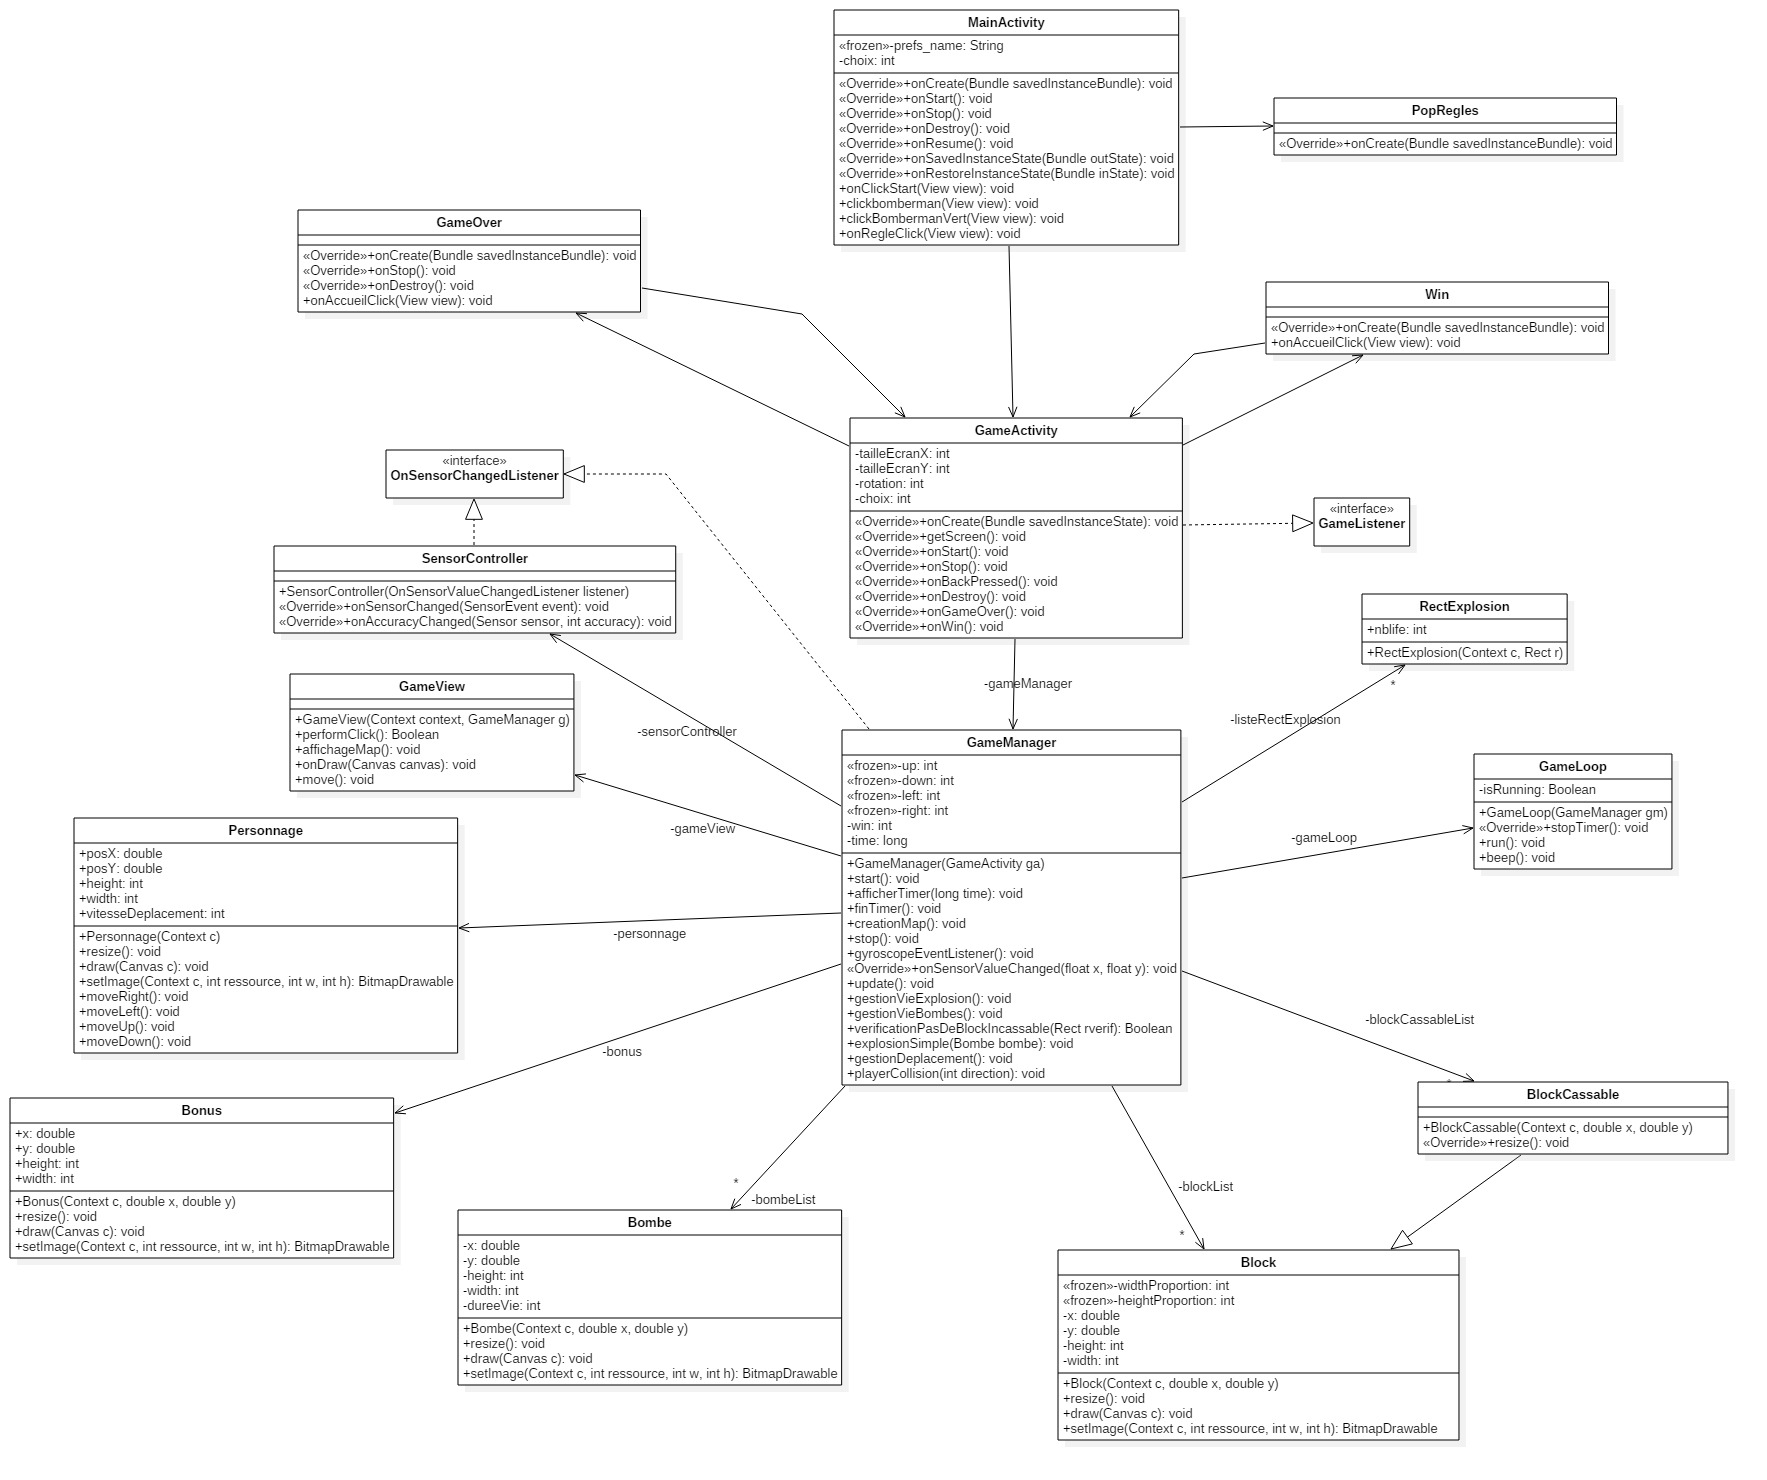 MainActivity
«frozen»-prefs_name: String
-choix: int
«Override»+onCreate(Bundle savedInstanceBundle): void
«Override»+onStart(): void
«Override»+onStop(): void
«Override»+onDestroy(): void
«Override»+onResume(): void
«Override»+onSavedInstanceState(Bundle outState): void
«Override»+onRestoreInstanceState(Bundle inState): void
+onClickStart(View view): void
+clickbomberman(View view): void
+clickBombermanVert(View view): void
+onRegleClick(View view): void
PopRegles
«Override»+onCreate(Bundle savedInstanceBundle): void
GameOver
«Override»+onCreate(Bundle savedInstanceBundle): void
«Override»+onStop(): void
«Override»+onDestroy(): void
+onAccueilClick(View view): void
Win
«Override»+onCreate(Bundle savedInstanceBundle): void
+onAccueilClick(View view): void
GameActivity
-tailleEcranX: int
-tailleEcranY: int
-rotation: int
-choix: int
«Override»+onCreate(Bundle savedInstanceState): void
«Override»+getScreen(): void
«Override»+onStart(): void
«Override»+onStop(): void
«Override»+onBackPressed(): void
«Override»+onDestroy(): void
«Override»+onGameOver(): void
«Override»+onWin(): void
«interface»
OnSensorChangedListener
«interface»
GameListener
SensorController
+SensorController(OnSensorValueChangedListener listener)
«Override»+onSensorChanged(SensorEvent event): void
«Override»+onAccuracyChanged(Sensor sensor, int accuracy): void
RectExplosion
+nblife: int
+RectExplosion(Context c, Rect r)
*
-listeRectExplosion
-gameManager
-sensorController
GameView
+GameView(Context context, GameManager g)
+performClick(): Boolean
+affichageMap(): void
+onDraw(Canvas canvas): void
+move(): void
-gameView
GameManager
«frozen»-up: int
«frozen»-down: int
«frozen»-left: int
«frozen»-right: int
-win: int
-time: long
+GameManager(GameActivity ga)
+start(): void
+afficherTimer(long time): void
+finTimer(): void
+creationMap(): void
+stop(): void
+gyroscopeEventListener(): void
«Override»+onSensorValueChanged(float x, float y): void
+update(): void
+gestionVieExplosion(): void
+gestionVieBombes(): void
+verificationPasDeBlockIncassable(Rect rverif): Boolean
+explosionSimple(Bombe bombe): void
+gestionDeplacement(): void
+playerCollision(int direction): void
GameLoop
-isRunning: Boolean
+GameLoop(GameManager gm)
«Override»+stopTimer(): void
+run(): void
+beep(): void
-gameLoop
Personnage
+posX: double
+posY: double
+height: int
+width: int
+vitesseDeplacement: int
+Personnage(Context c)
+resize(): void
+draw(Canvas c): void
+setImage(Context c, int ressource, int w, int h): BitmapDrawable
+moveRight(): void
+moveLeft(): void
+moveUp(): void
+moveDown(): void
-personnage
-bonus
-blockCassableList
*
BlockCassable
+BlockCassable(Context c, double x, double y)
«Override»+resize(): void
Bonus
+x: double
+y: double
+height: int
+width: int
+Bonus(Context c, double x, double y)
+resize(): void
+draw(Canvas c): void
+setImage(Context c, int ressource, int w, int h): BitmapDrawable
*
-bombeList
Bombe
-x: double
-y: double
-height: int
-width: int
-dureeVie: int
+Bombe(Context c, double x, double y)
+resize(): void
+draw(Canvas c): void
+setImage(Context c, int ressource, int w, int h): BitmapDrawable
-blockList
*
Block
«frozen»-widthProportion: int
«frozen»-heightProportion: int
-x: double
-y: double
-height: int
-width: int
+Block(Context c, double x, double y)
+resize(): void
+draw(Canvas c): void
+setImage(Context c, int ressource, int w, int h): BitmapDrawable